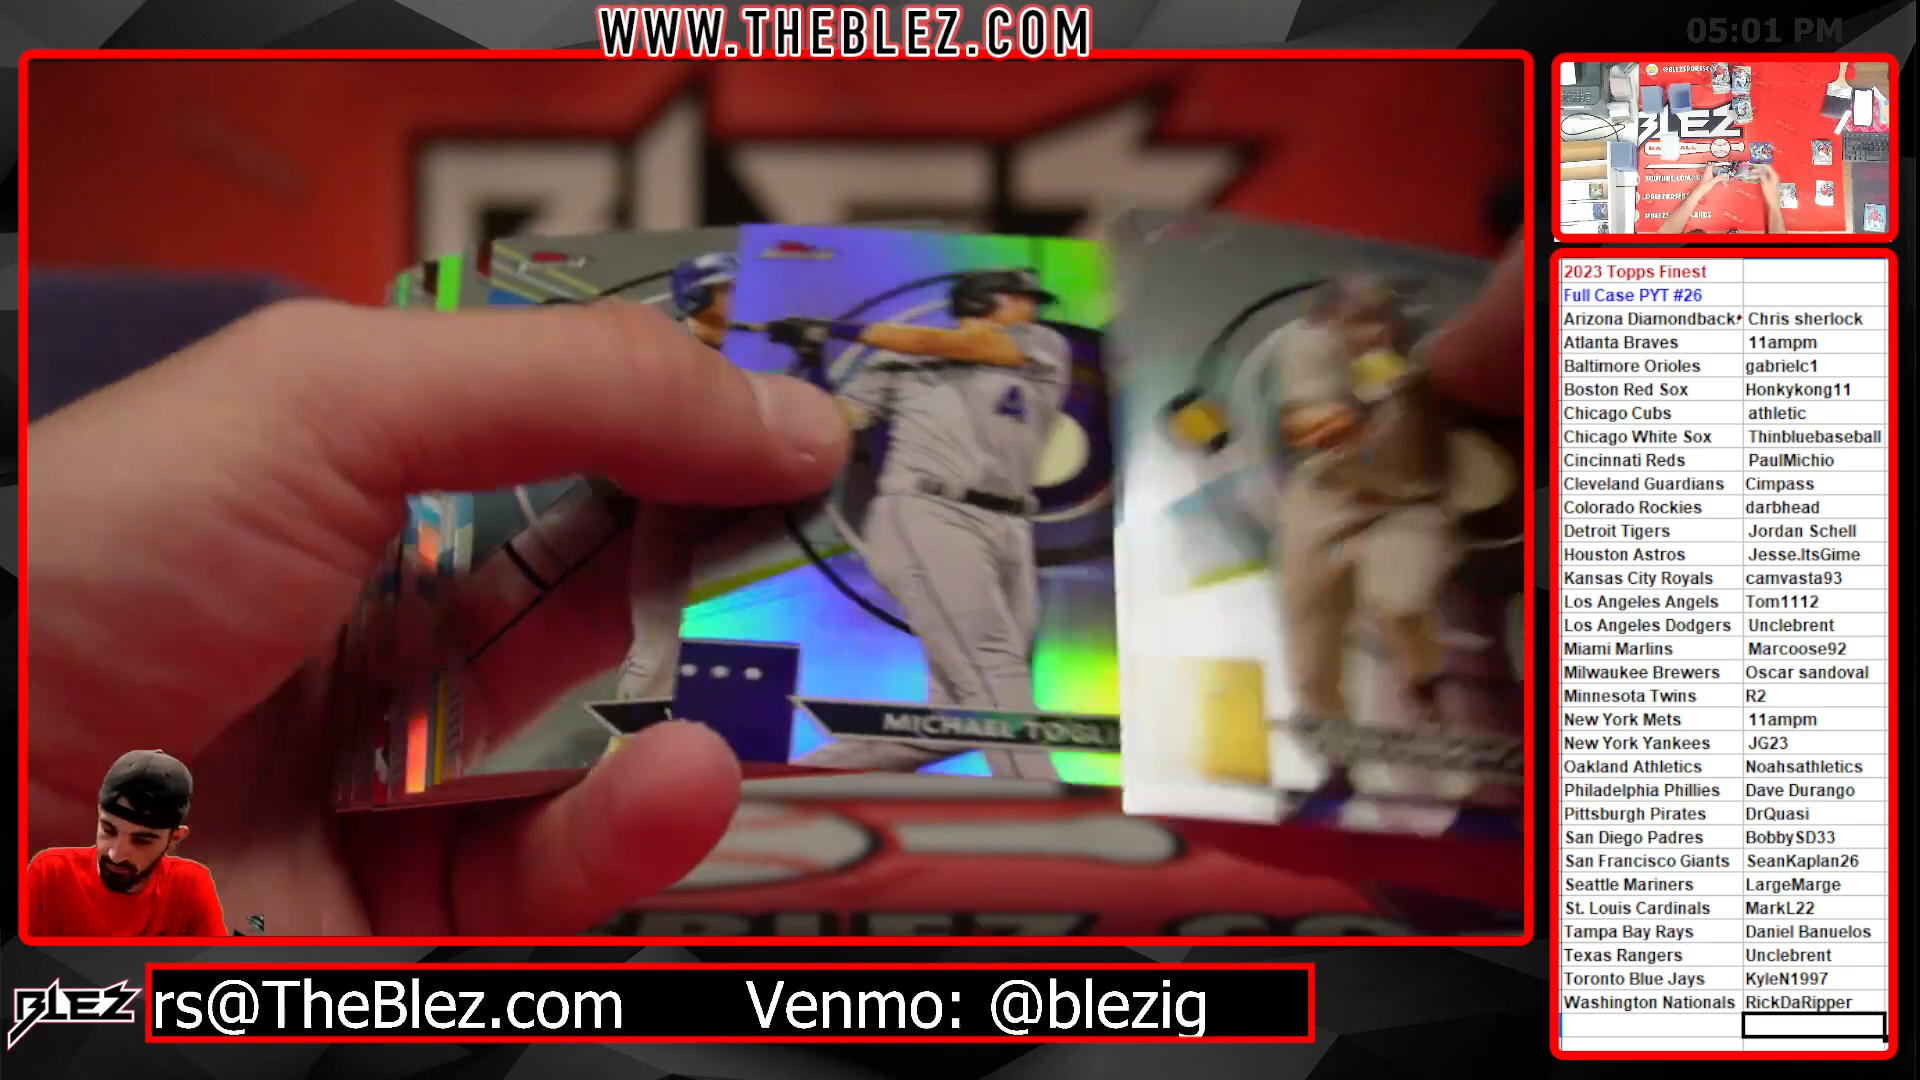 WWW.THEBLEZ.COM
05:01 PM
BLEZ
4
MICHAEL TOGLI
BLEZ
2023 Topps Finest
Full Case PYT #26
Arizona Diamondback Chris sherlock
Atlanta Braves 11ampm
Baltimore Orioles gabrielc1
Boston Red Sox Honkykong11
Chicago Cubs athletic
Chicago White Sox Thinbluebaseball
Cincinnati Reds PaulMichio
Cleveland Guardians Cimpass
Colorado Rockies darbhead
Detroit Tigers Jordan Schell
Houston Astros Jesse.ItsGime
Kansas City Royals camvasta93
Los Angeles Angels Tom1112
Los Angeles Dodgers Unclebrent
Miami Marlins Marcoose92
Milwaukee Brewers Oscar sandoval
Minnesota Twins R2
New York Mets 11ampm
New York Yankees JG23
Oakland Athletics Noahsathletics
Philadelphia Phillies Dave Durango
Pittsburgh Pirates DrQuasi
San Diego Padres BobbySD33
San Francisco Giants SeanKaplan26
Seattle Mariners LargeMarge
St. Louis Cardinals MarkL22
Tampa Bay Rays Daniel Banuelos
Texas Rangers Unclebrent
Toronto Blue Jays KyleN1997
Washington Nationals RickDaRipper
BLEZ
rs@TheBlez.com Venmo: @blezig